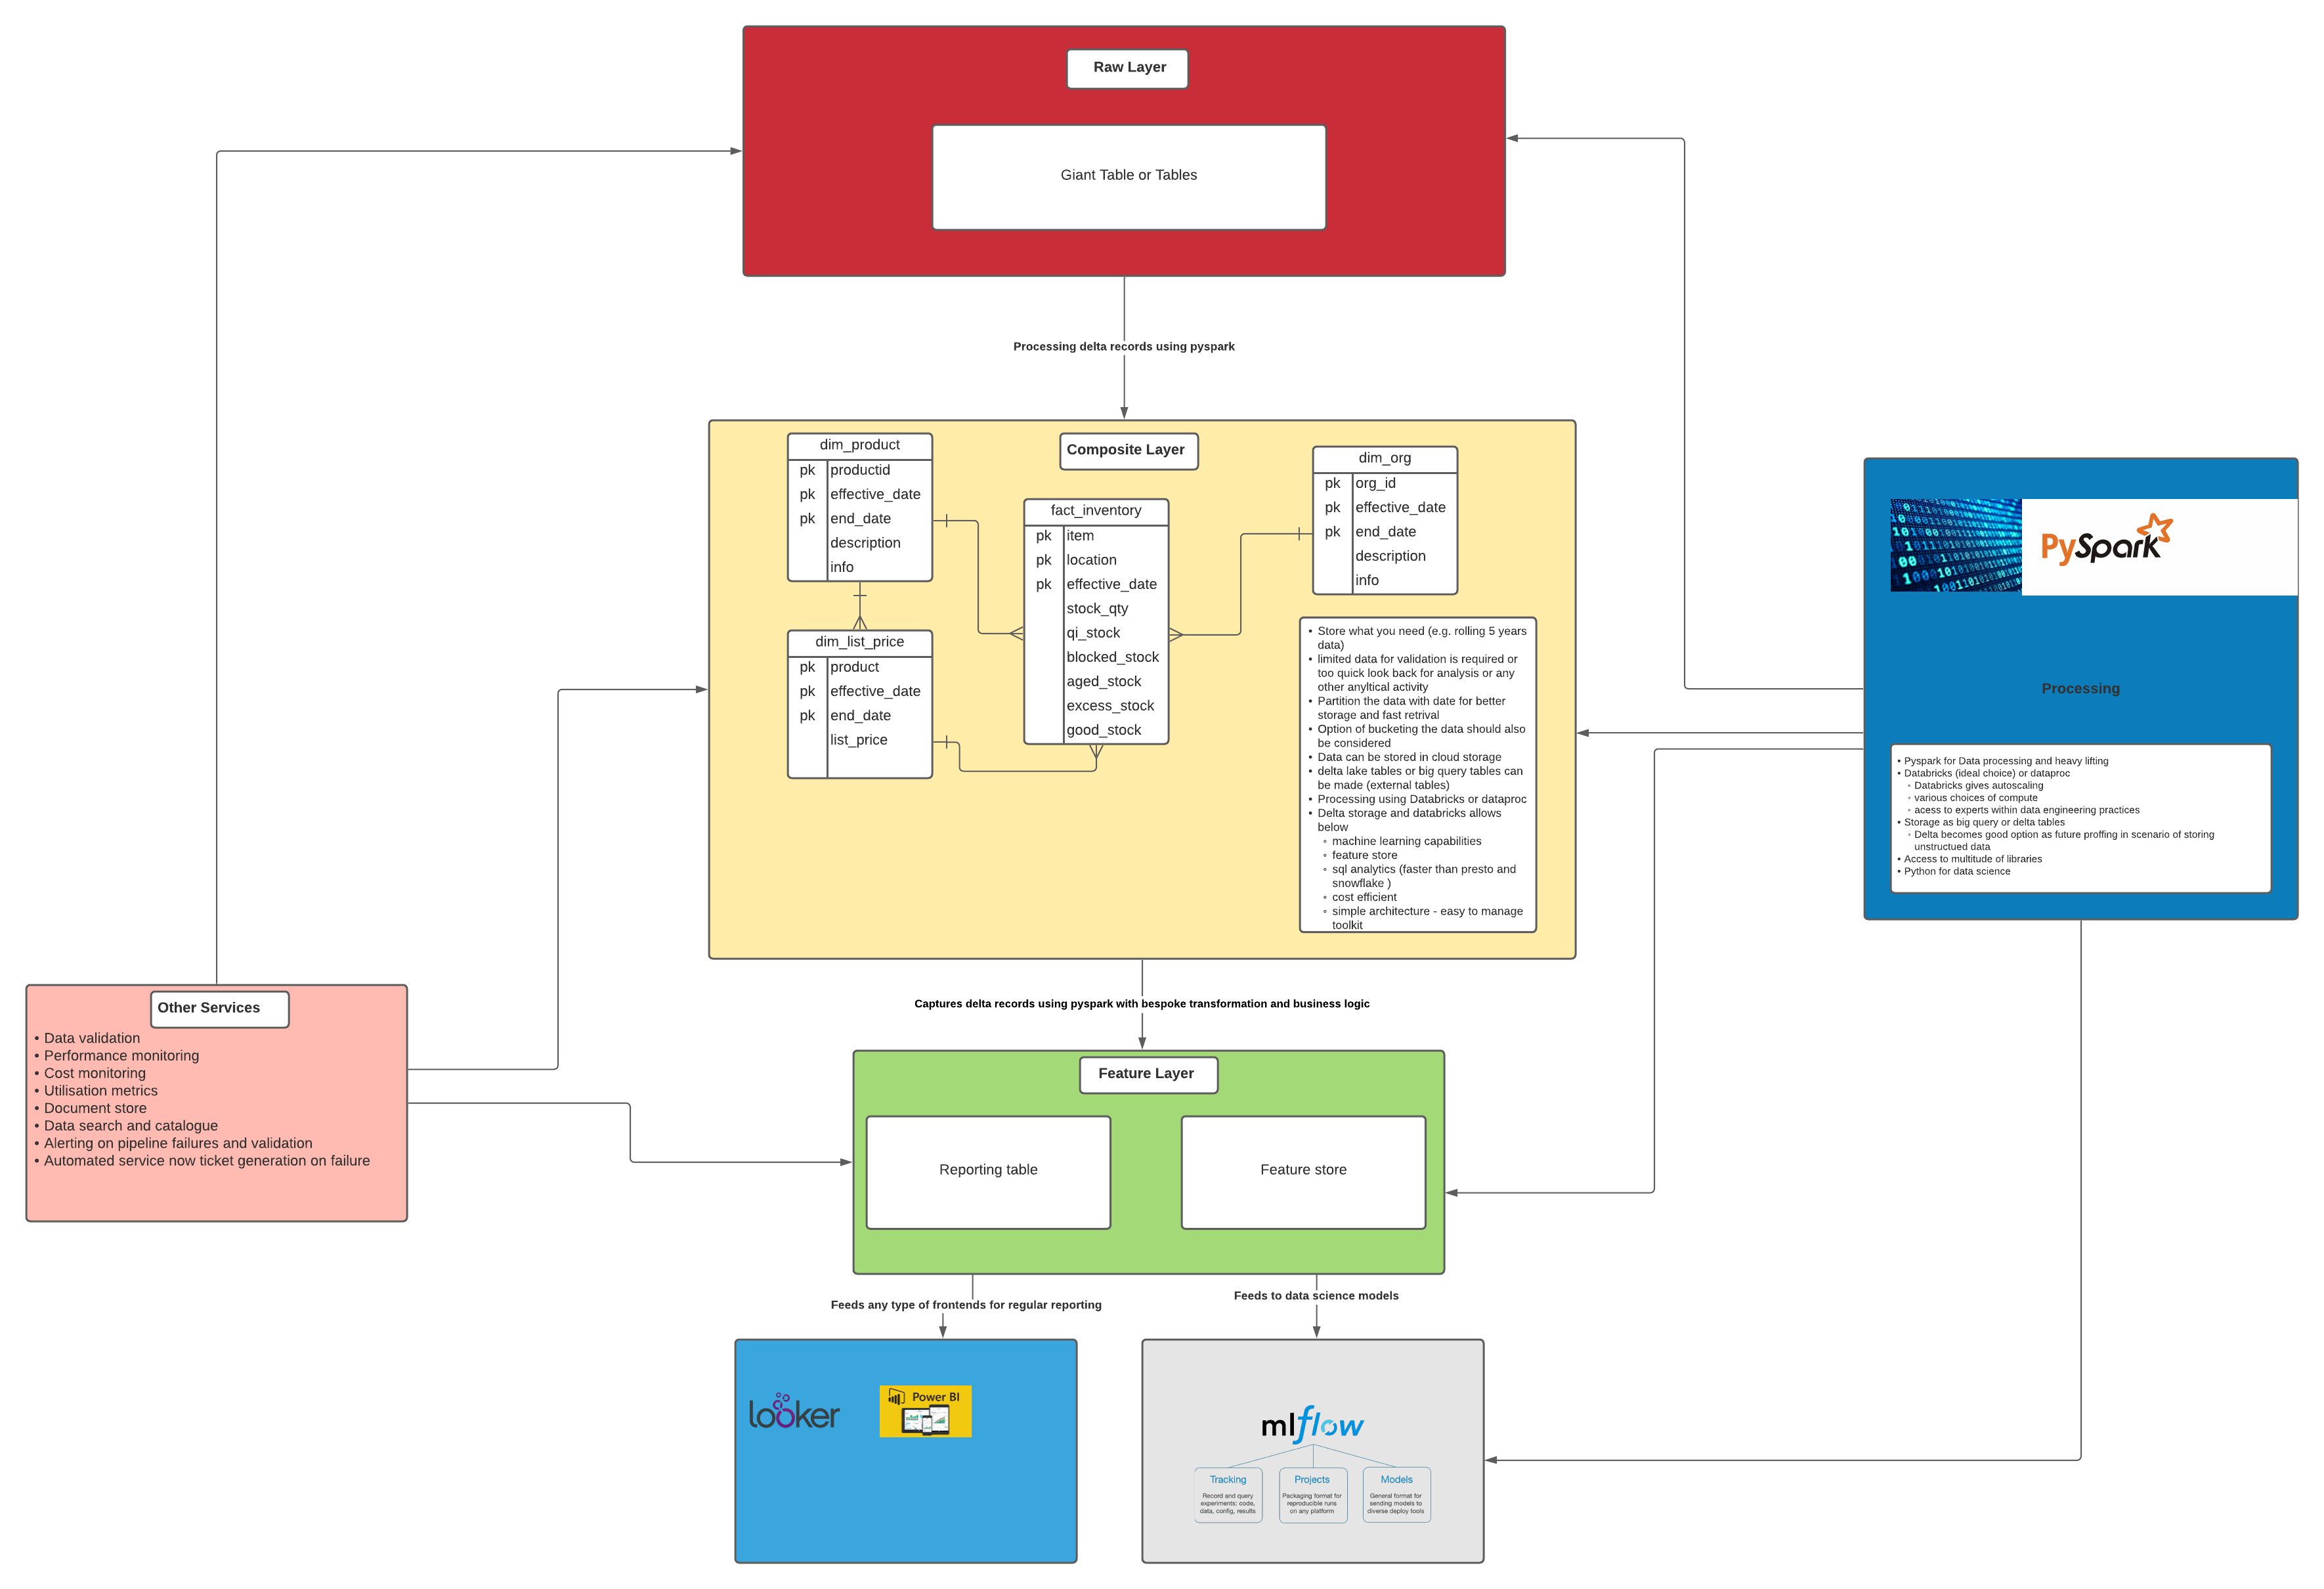 Raw Layer
Giant Table or Tables
Processing delta records using pyspark
Composite Layer
dim_product
pk productid
pk effective_date
pk end_date
description
info
dim_list_price
pk product
pk effective_date
pk end_date
list_price
fact_inventory
pk item
pk location
pk effective_date
stock_qty
qi_stock
blocked_stock
aged_stock
excess_stock
good_stock
dim_org
pk org_id
pk effective_date
pk end_date
description
info
• Store what you need (e.g. rolling 5 years
data)
• limited data for validation is required or
too quick look back for analysis or any
other anyltical activity
• Partition the data with date for better
storage and fast retrival
• Option of bucketing the data should also
be considered
• Data can be stored in cloud storage
• delta lake tables or big query tables can
be made (external tables)
• Processing using Databricks or dataproc
• Delta storage and databricks allows
below
◦ machine learning capabilities
◦ feature store
◦ sql analytics (faster than presto and
snowflake )
◦ cost efficient
◦ simple architecture - easy to manage
toolkit
PySpark
Processing
• Pyspark for Data processing and heavy lifting
• Databricks (ideal choice) or dataproc
◦ Databricks gives autoscaling
◦ various choices of compute
◦ acess to experts within data engineering practices
• Storage as big query or delta tables
◦ Delta becomes good option as future proffing in scenario of storing
unstructued data
• Access to multitude of libraries
• Python for data science
Other Services
• Data validation
• Performance monitoring
• Cost monitoring
• Utilisation metrics
• Document store
• Data search and catalogue
• Alerting on pipeline failures and validation
• Automated service now ticket generation on failure
Captures delta records using pyspark with bespoke transformation and business logic
Feature Layer
Reporting table
Feature store
Feeds any type of frontends for regular reporting
Feeds to data science models
looker
Power BI
mlflow
Tracking
Record and query
experiments: code,
data, config, results
Projects
Packaging format for
reproducible runs
on any platform
Models
General format for
sending models to
diverse deploy tools